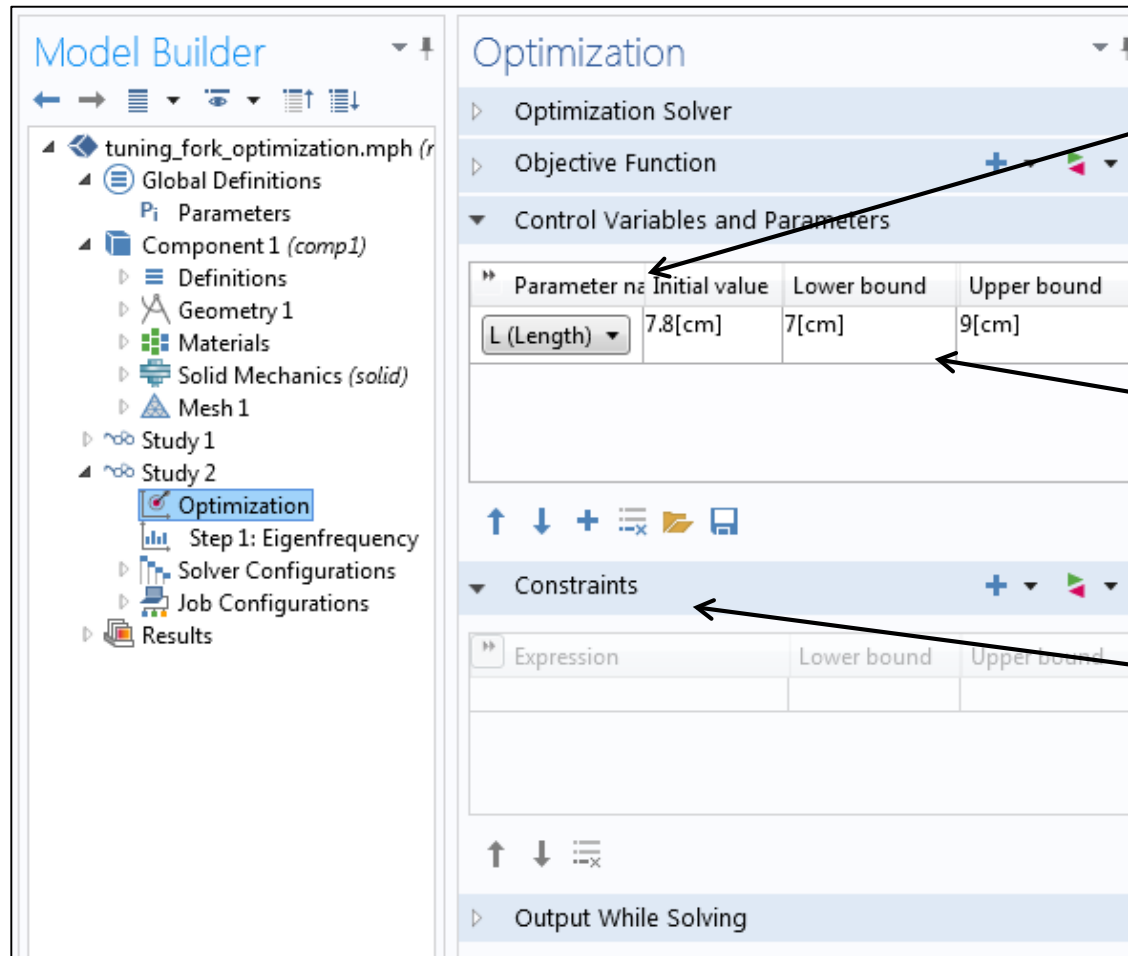 Model Builder
tuning_fork_optimization.mph (r
Global Definitions
Pi Parameters
Component 1 (comp1)
Definitions
Geometry 1
Materials
Solid Mechanics (solid)
Mesh 1
Study 1
Study 2
Optimization
Step 1: Eigenfrequency
Solver Configurations
Job Configurations
Results
Optimization
Optimization Solver
Objective Function
Control Variables and Parameters
Parameter na Initial value Lower bound Upper bound
L (Length) 7.8[cm] 7[cm] 9[cm]
Constraints
Expression Lower bound Upper bound
Output While Solving